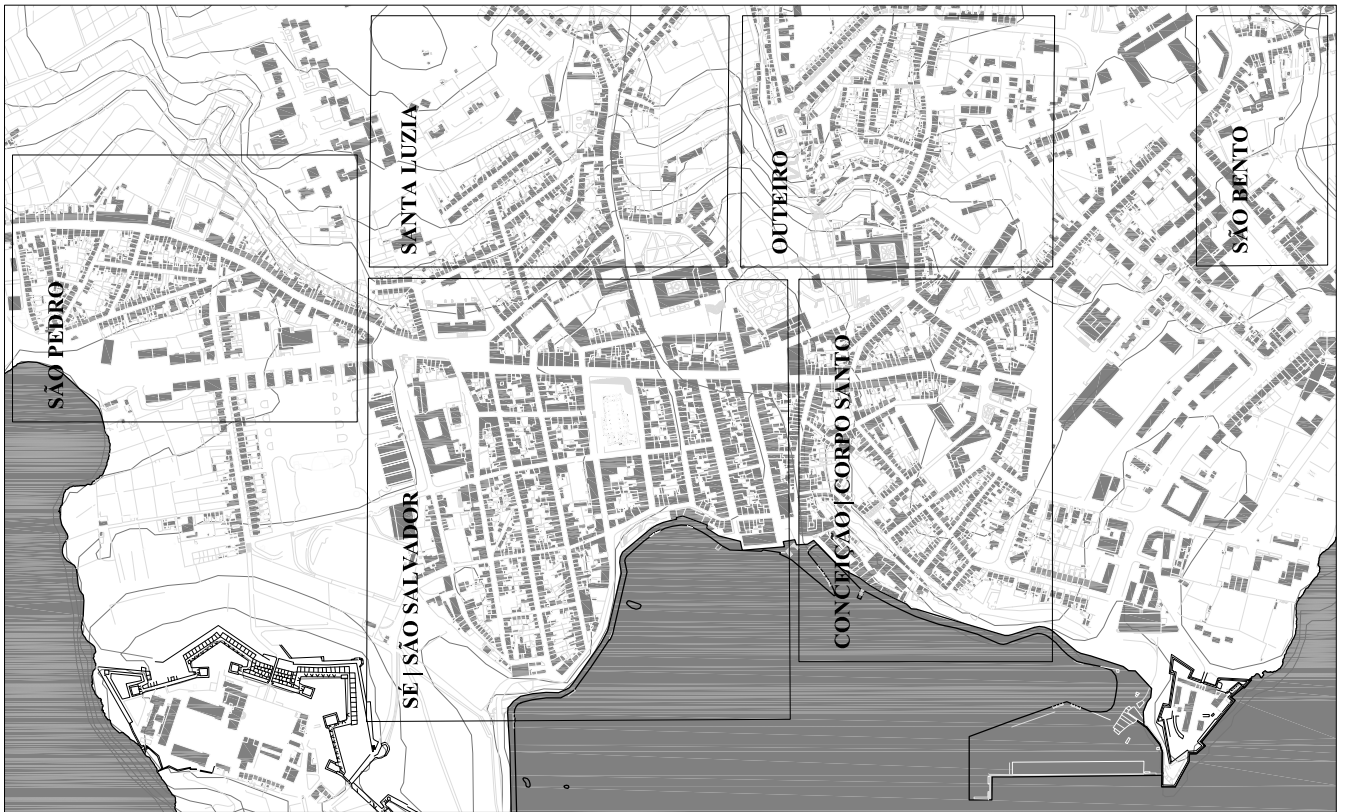 SÃO PEDRO
SANTA LUZIA
SÉ | SÃO SALVADOR
OUTEIRO
CONCEIÇÃO | CORPO SANTO
SÃO BENTO